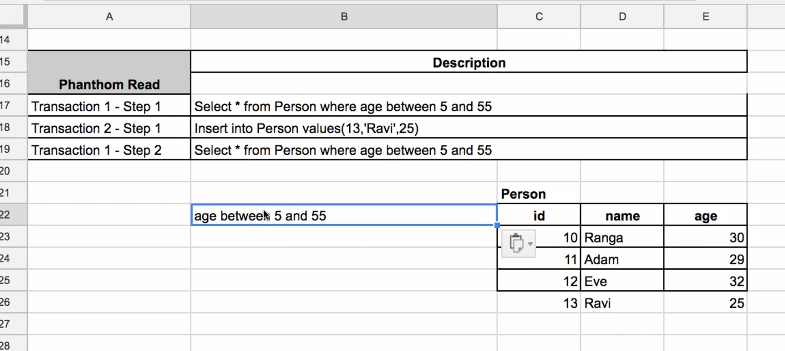 A B C D E
14
15 Description
16 Phanthom Read
17 Transaction 1 - Step 1 Select * from Person where age between 5 and 55
18 Transaction 2 - Step 1 Insert into Person values(13,'Ravi',25)
19 Transaction 1 - Step 2 Select * from Person where age between 5 and 55
20
21 Person
22 age between 5 and 55 id name age
23 10 Ranga 30
24 11 Adam 29
25 12 Eve 32
26 13 Ravi 25
27
28